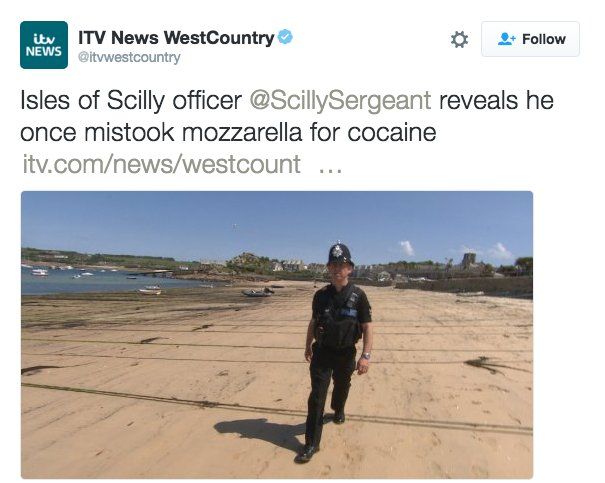 itv
NEWS
ITV News WestCountry
@itvwestcountry
Follow
Isles of Scilly officer @ScillySergeant reveals he
once mistook mozzarella for cocaine
itv.com/news/westcount …